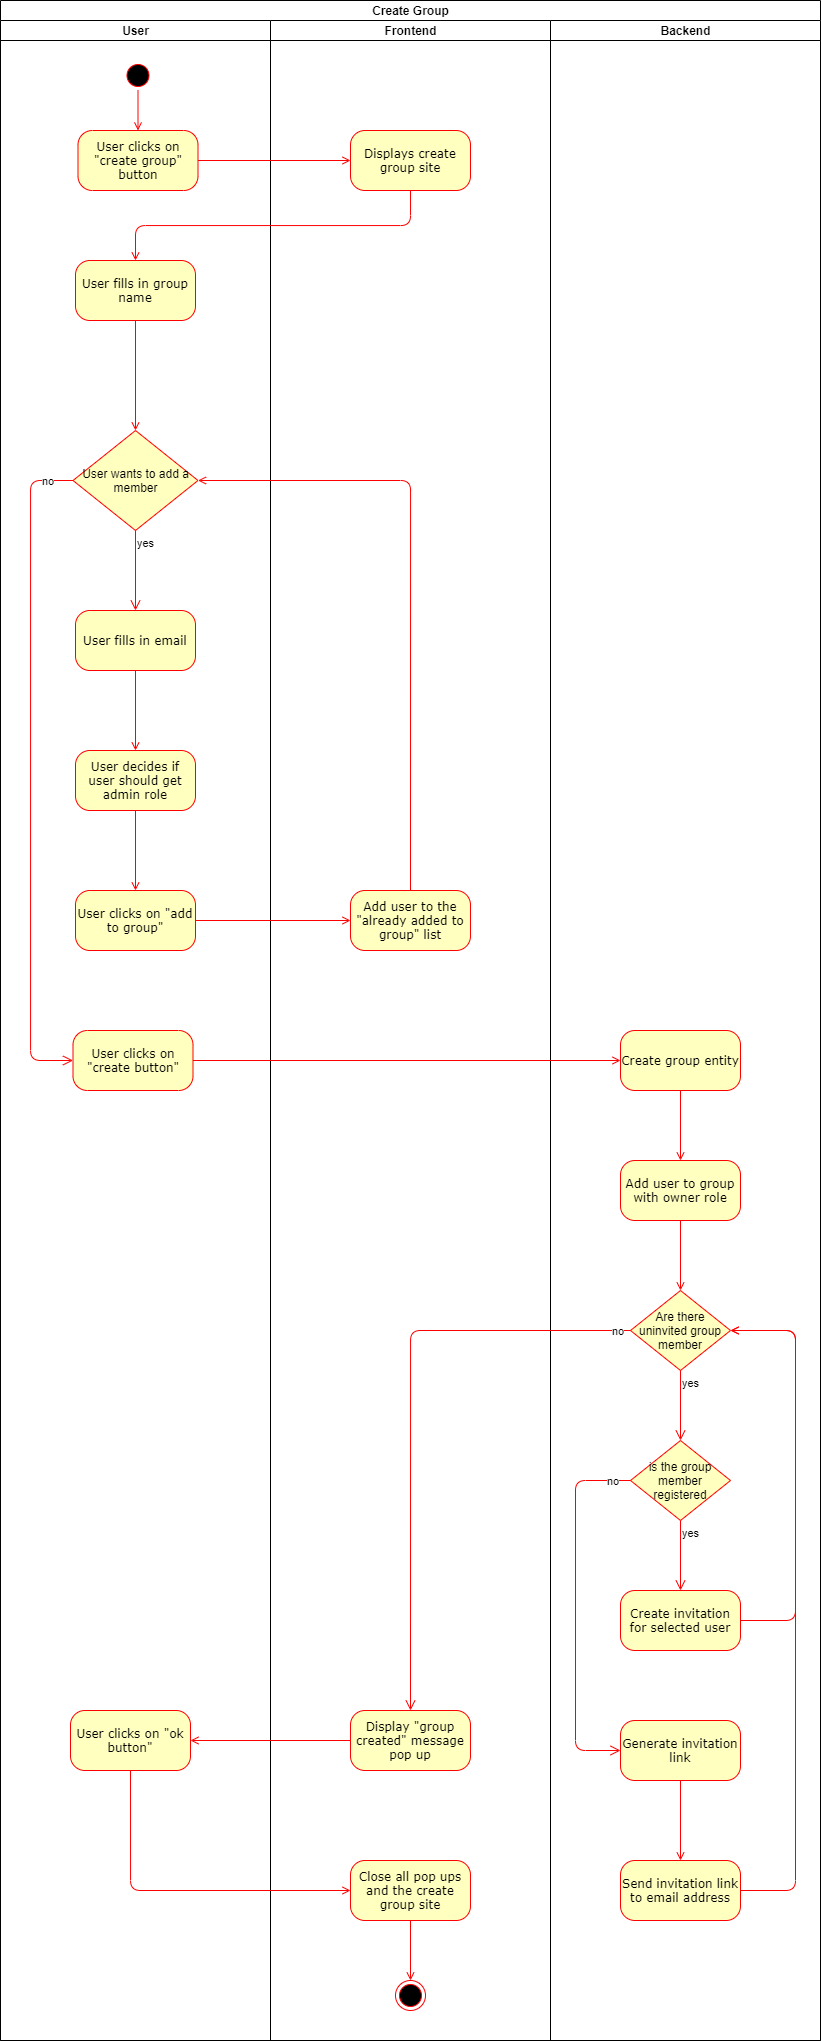 Create Group
User
Frontend
Backend
User clicks on
"create group"
button
Displays create
group site
User fills in group
name
User wants to add a
member
no
yes
User fills in email
User decides if
user should get
admin role
User clicks on "add
to group"
Add user to the
"already added to
group" list
User clicks on
"create button"
Create group entity
Add user to group
with owner role
Are there
uninvited group
member
no
yes
is the group
member
registered
no
yes
Create invitation
for selected user
User clicks on "ok
button"
Display "group
created" message
pop up
Generate invitation
link
Close all pop ups
and the create
group site
Send invitation link
to email address